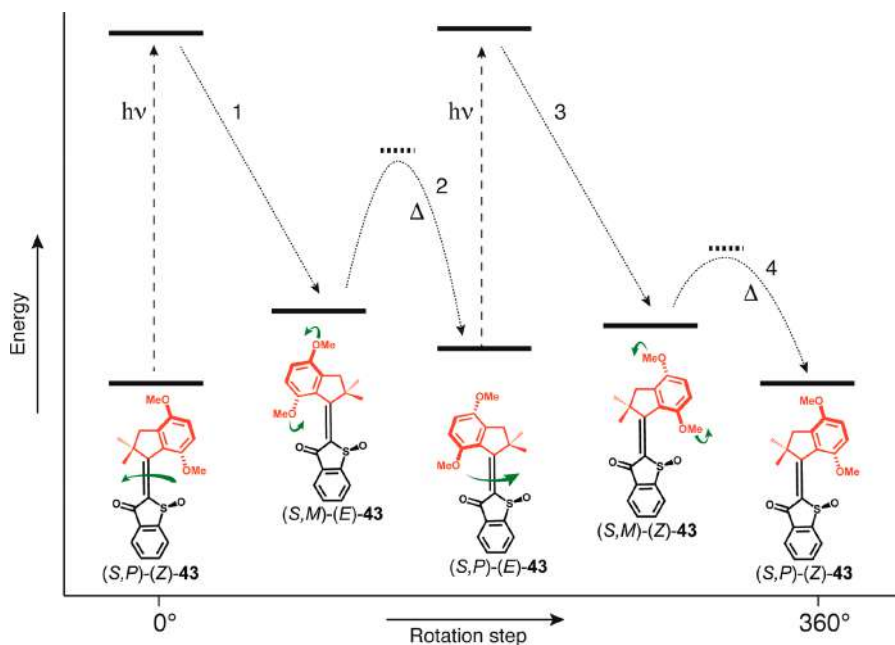 hν
1
2
Δ
hν
3
4
Δ
Energy
MeO
OMe
O
S
O
(S,P)-(Z)-43
OMe
MeO
O
S
O
(S,M)-(E)-43
OMe
MeO
O
S
O
(S,P)-(E)-43
MeO
OMe
O
S
O
(S,M)-(Z)-43
MeO
OMe
O
S
O
(S,P)-(Z)-43
0°
Rotation step
360°